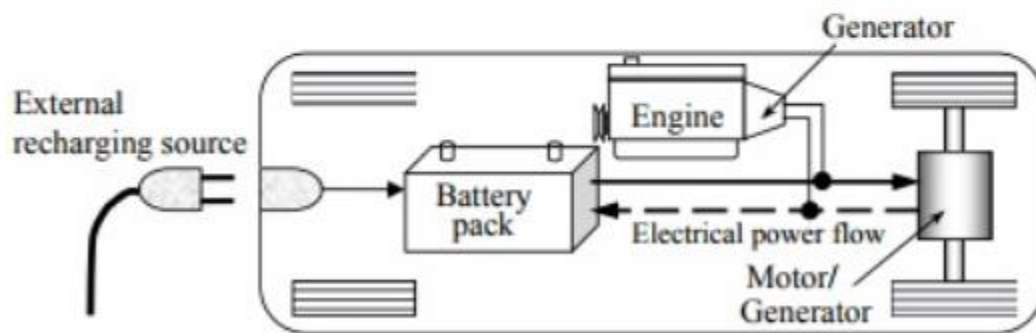 Generator
External
recharging source
Engine
Battery
pack
Electrical power flow
Motor/
Generator